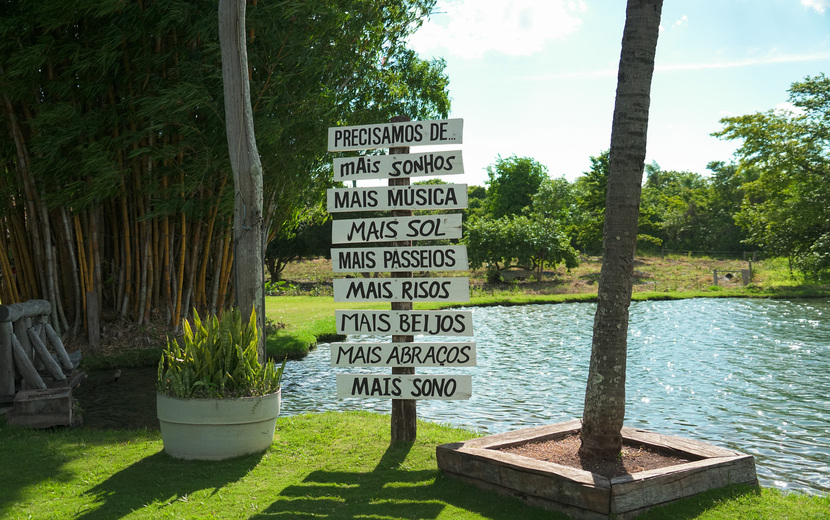 PRECISAMOS DE...
mAis SONHOS
MAIS MÚSICA
MAIS SOL
MAIS PASSEIOS
MAIS RISOS
MAIS BEIJOS
MAIS ABRAÇOS
MAIS SONO